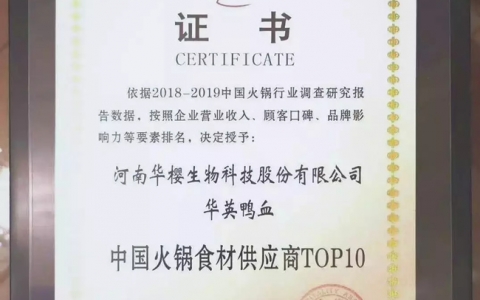 证书
CERTIFICATE
依据2018-2019中国火锅行业调查研究报
告数据，按照企业营业收入、顾客口碑、品牌影
响力等要素排名，决定授予：
河南华樱生物科技股份有限公司
华英鸭血
中国火锅食材供应商TOP10